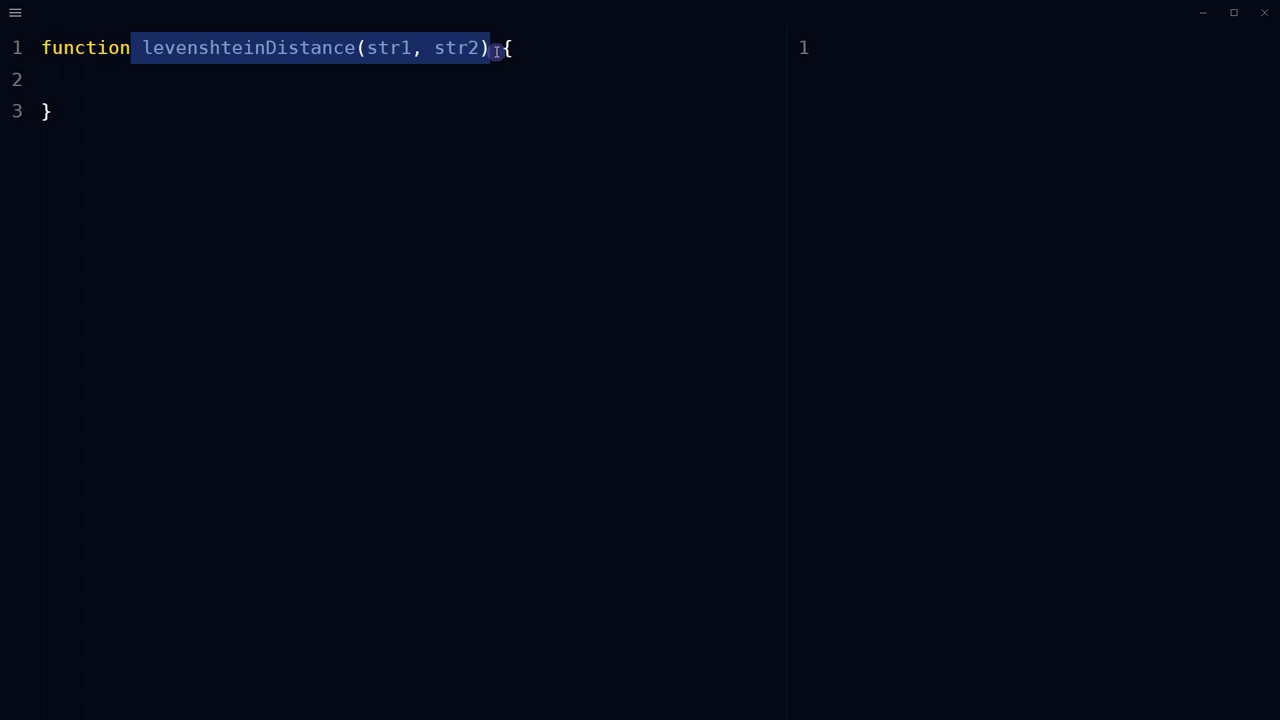 1 function levenshteinDistance(str1, str2) {
2
3 }
1